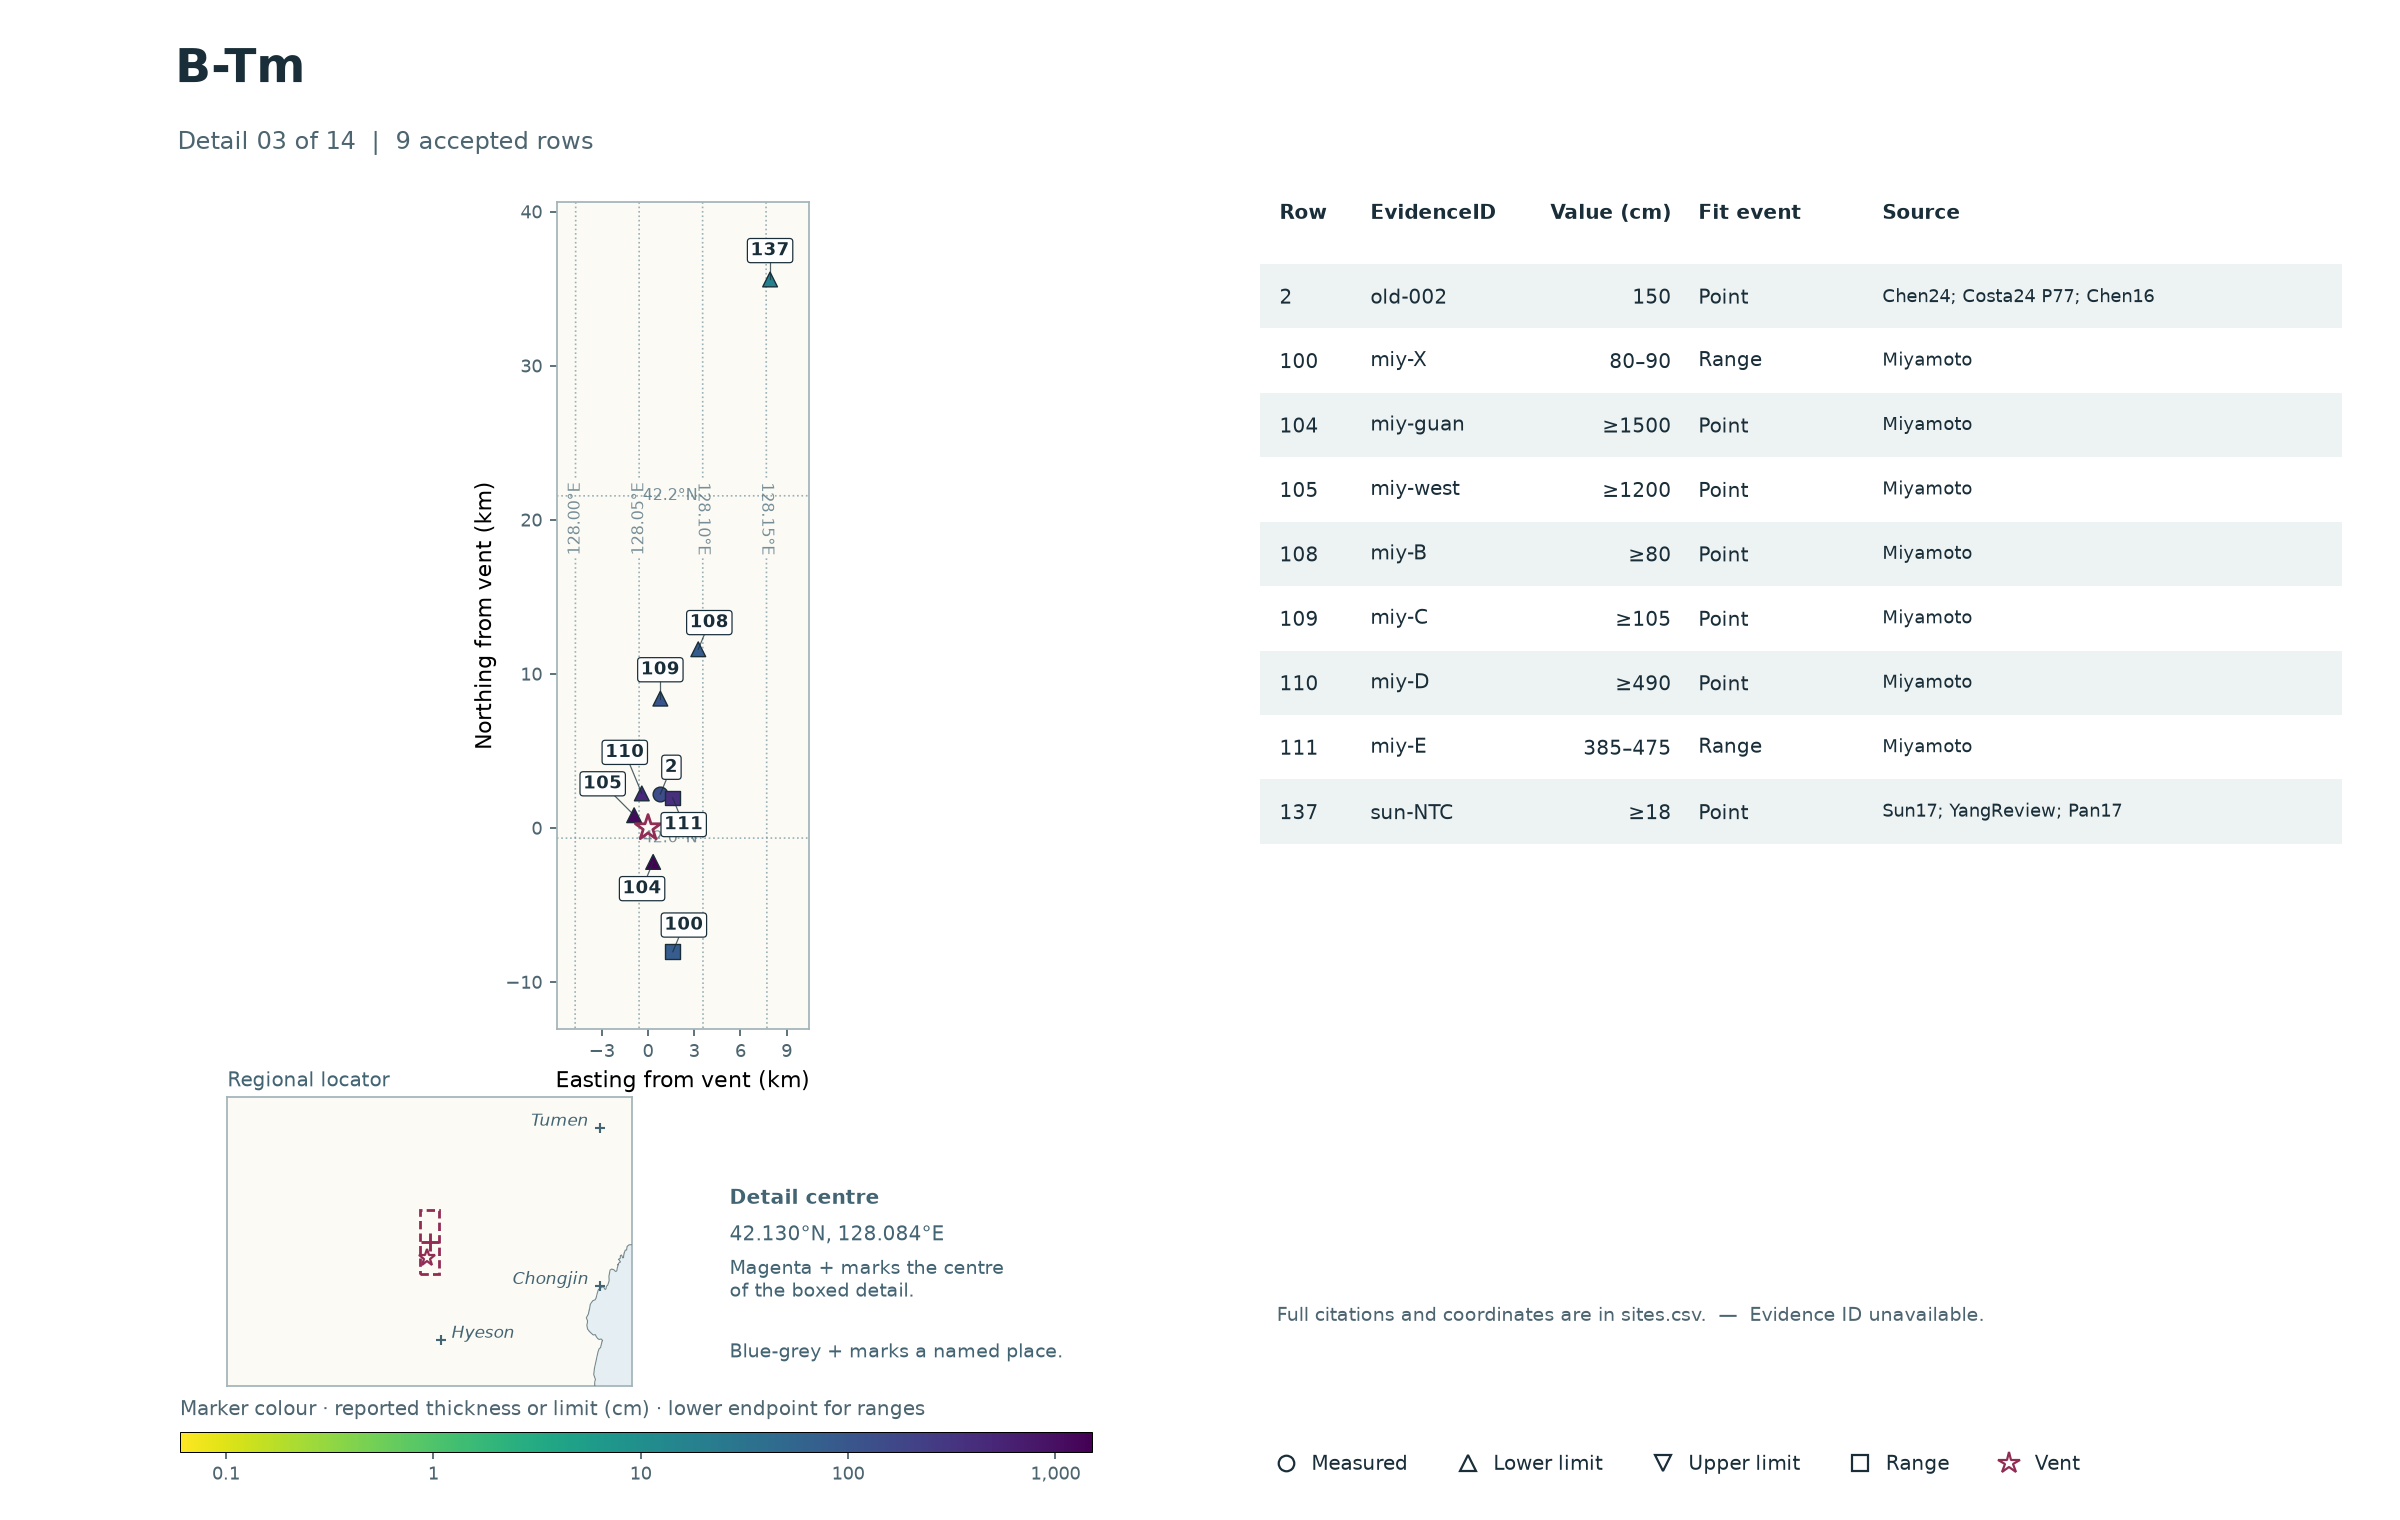 B-Tm
Detail 03 of 14 | 9 accepted rows
Northing from vent (km)
40
30
20
10
0
−10
137
128.00°E
128.05°E
42.2°N
128.10°E
128.15°E
108
109
110
2
105
111
42.0°N
104
100
−3 0 3 6 9
Easting from vent (km)
Row EvidenceID Value (cm) Fit event Source
2 old-002 150 Point Chen24; Costa24 P77; Chen16
100 miy-X 80–90 Range Miyamoto
104 miy-guan ≥1500 Point Miyamoto
105 miy-west ≥1200 Point Miyamoto
108 miy-B ≥80 Point Miyamoto
109 miy-C ≥105 Point Miyamoto
110 miy-D ≥490 Point Miyamoto
111 miy-E 385–475 Range Miyamoto
137 sun-NTC ≥18 Point Sun17; YangReview; Pan17
Regional locator
Tumen
Chongjin
Hyeson
Detail centre
42.130°N, 128.084°E
Magenta + marks the centre
of the boxed detail.
Blue-grey + marks a named place.
Full citations and coordinates are in sites.csv. — Evidence ID unavailable.
Marker colour · reported thickness or limit (cm) · lower endpoint for ranges
0.1 1 10 100 1,000
Measured Lower limit Upper limit Range Vent